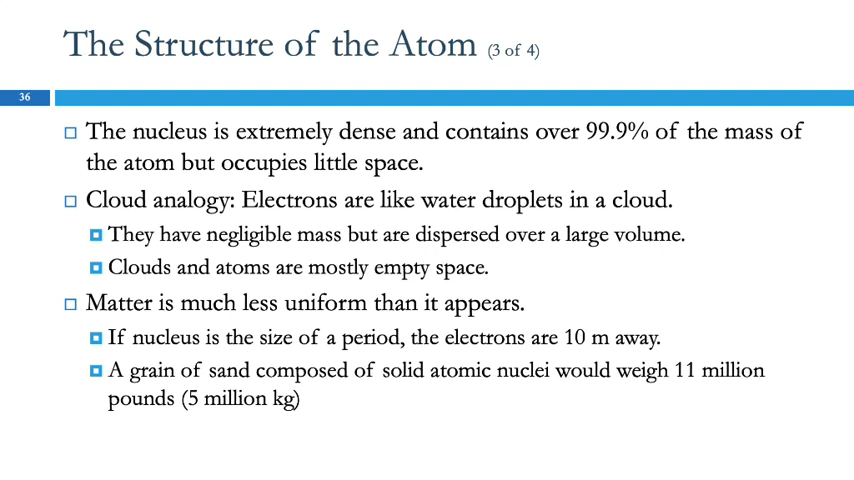 The Structure of the Atom (3 of 4)
36
The nucleus is extremely dense and contains over 99.9% of the mass of
the atom but occupies little space.
Cloud analogy: Electrons are like water droplets in a cloud.
They have negligible mass but are dispersed over a large volume.
Clouds and atoms are mostly empty space.
Matter is much less uniform than it appears.
If nucleus is the size of a period, the electrons are 10 m away.
A grain of sand composed of solid atomic nuclei would weigh 11 million
pounds (5 million kg)